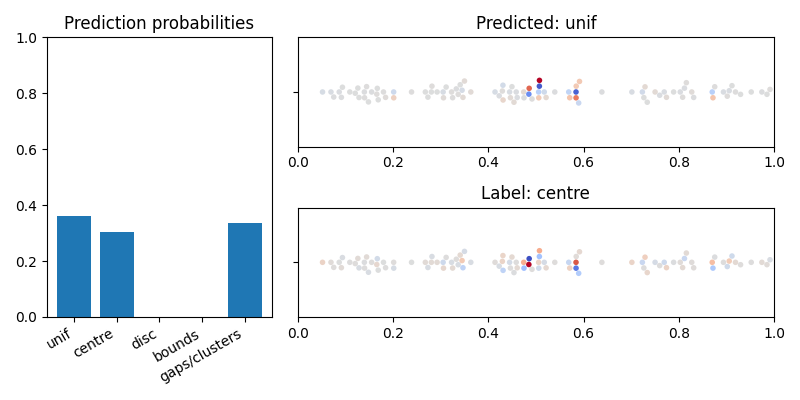 Prediction probabilities
1.0
0.8
0.6
0.4
0.2
0.0
unif
centre
disc
bounds
gaps/clusters
Predicted: unif
0.0 0.2 0.4 0.6 0.8 1.0
Label: centre
0.0 0.2 0.4 0.6 0.8 1.0